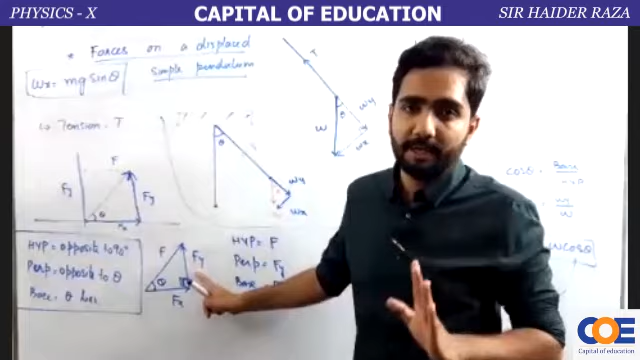 PHYSICS - X
CAPITAL OF EDUCATION
SIR HAIDER RAZA
* Forces on a displaced
simple pendulum
Wx = mg sinθ
Tension = T
T
θ
wy
W
wx
F
Fy
Fy
θ
Fx
θ
wy
wx
cosθ = Base
wy
W
Wcosθ
HYP = opposite to 90°
Perp = opposite to θ
Base = θ lies
F
Fy
θ
Fx
HYP = F
Perp = Fy
Base =
COE
Capital of education